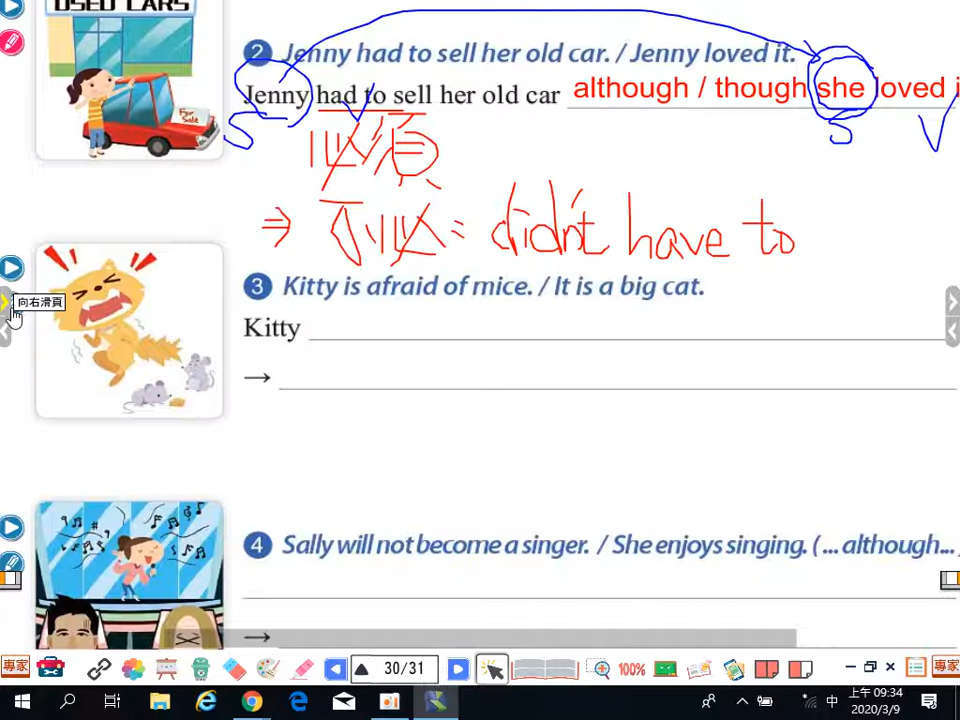 USED CARS
For Sale
2 Jenny had to sell her old car. / Jenny loved it.
Jenny had to sell her old car although / though she loved i
S V S V
必須
⇒ 不必 = didn't have to
3 Kitty is afraid of mice. / It is a big cat.
向右滑頁
Kitty
→
4 Sally will not become a singer. / She enjoys singing. ( ... although...
→
專家 30/31 100% 專家
中 上午 09:34
2020/3/9